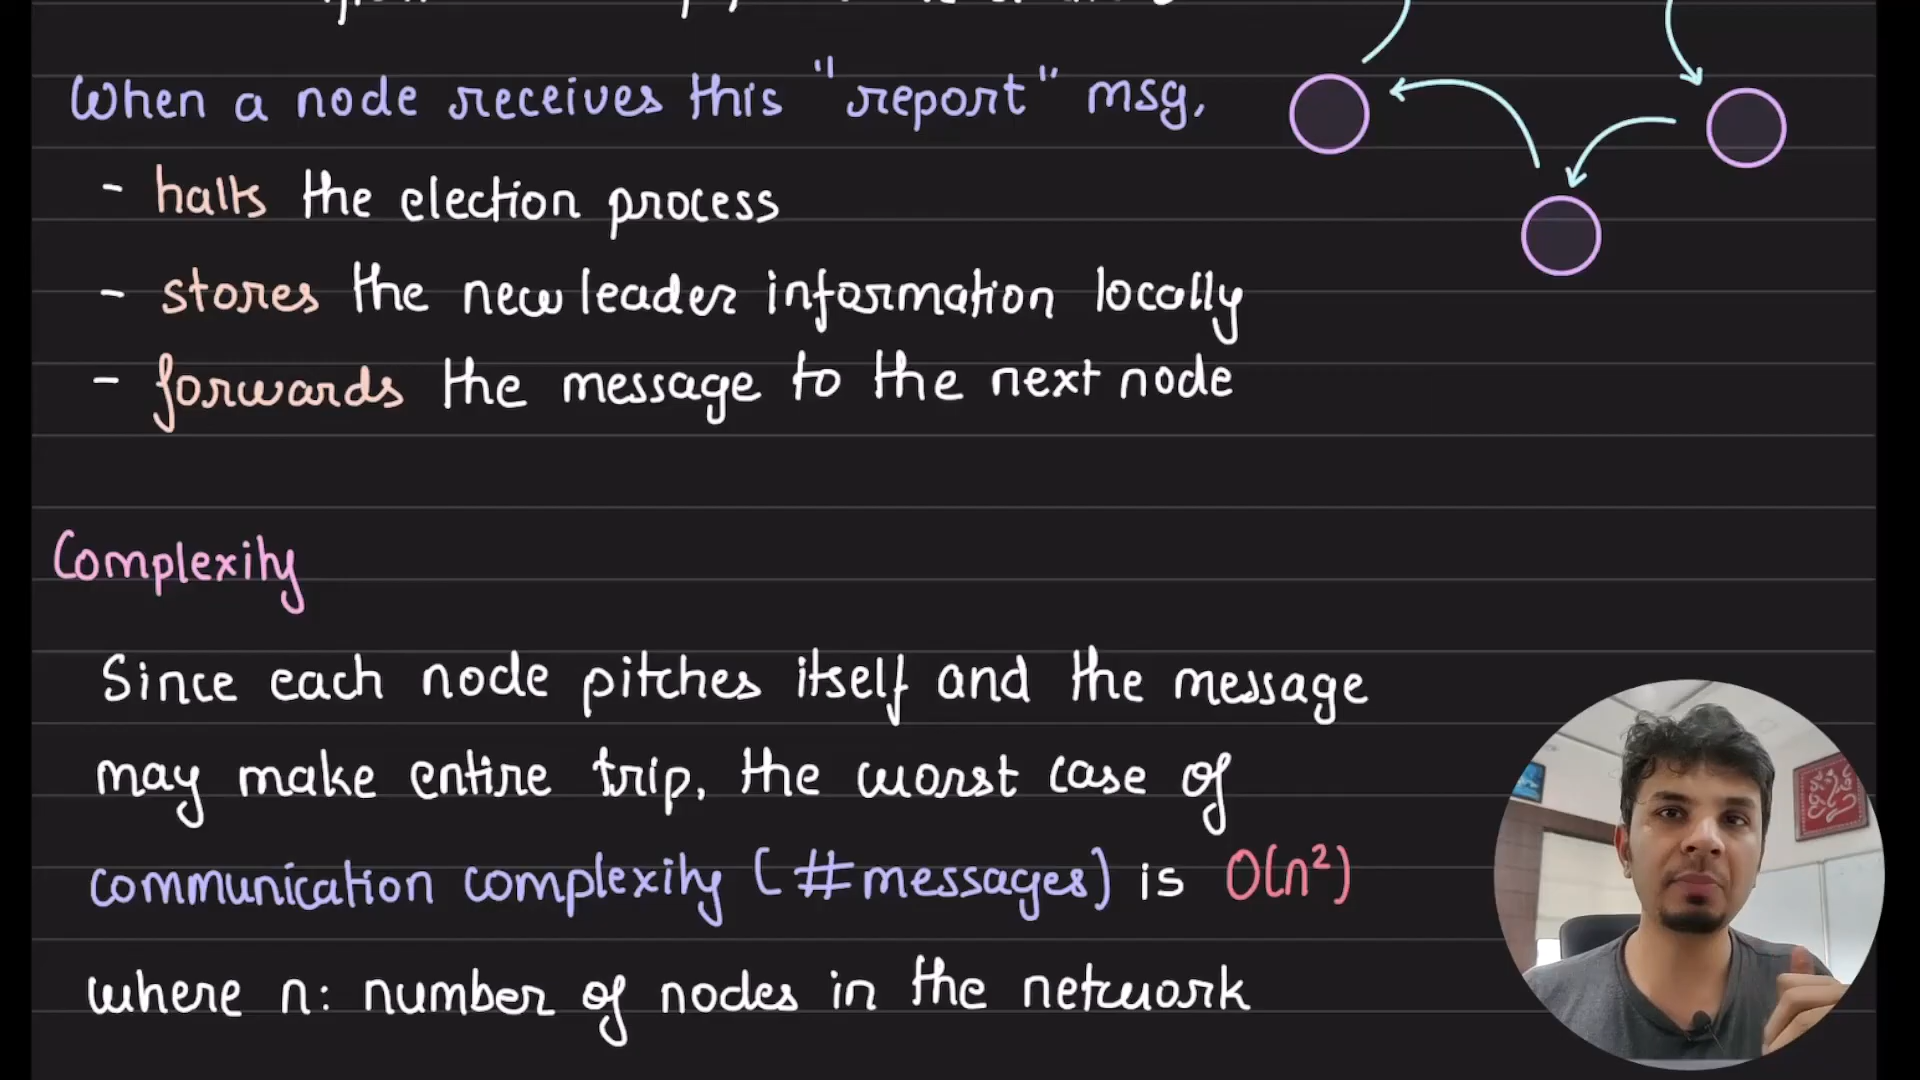 When a node receives this "report" msg,
- halts the election process
- stores the new leader information locally
- forwards the message to the next node
Complexity
Since each node pitches itself and the message
may make entire trip, the worst case of
communication complexity (#messages) is O(n²)
where n: number of nodes in the network